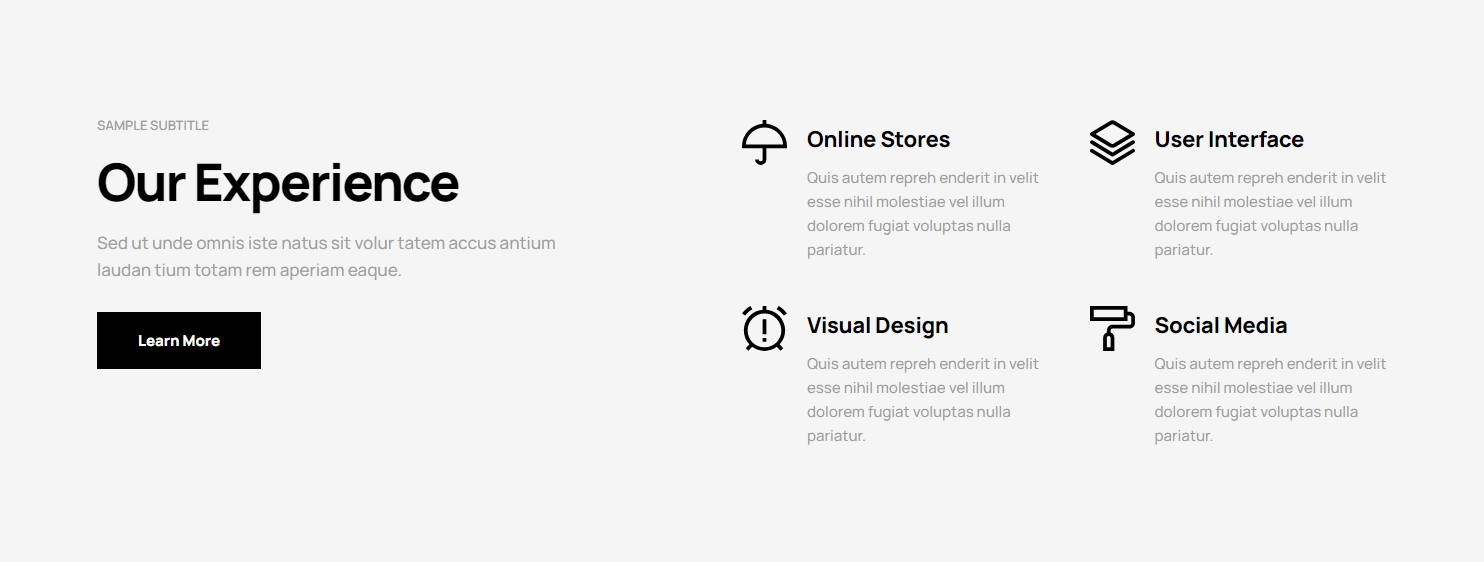 SAMPLE SUBTITLE
Our Experience
Sed ut unde omnis iste natus sit volur tatem accus antium
laudan tium totam rem aperiam eaque.
Learn More
Online Stores
Quis autem repreh enderit in velit
esse nihil molestiae vel illum
dolorem fugiat voluptas nulla
pariatur.
User Interface
Quis autem repreh enderit in velit
esse nihil molestiae vel illum
dolorem fugiat voluptas nulla
pariatur.
Visual Design
Quis autem repreh enderit in velit
esse nihil molestiae vel illum
dolorem fugiat voluptas nulla
pariatur.
Social Media
Quis autem repreh enderit in velit
esse nihil molestiae vel illum
dolorem fugiat voluptas nulla
pariatur.